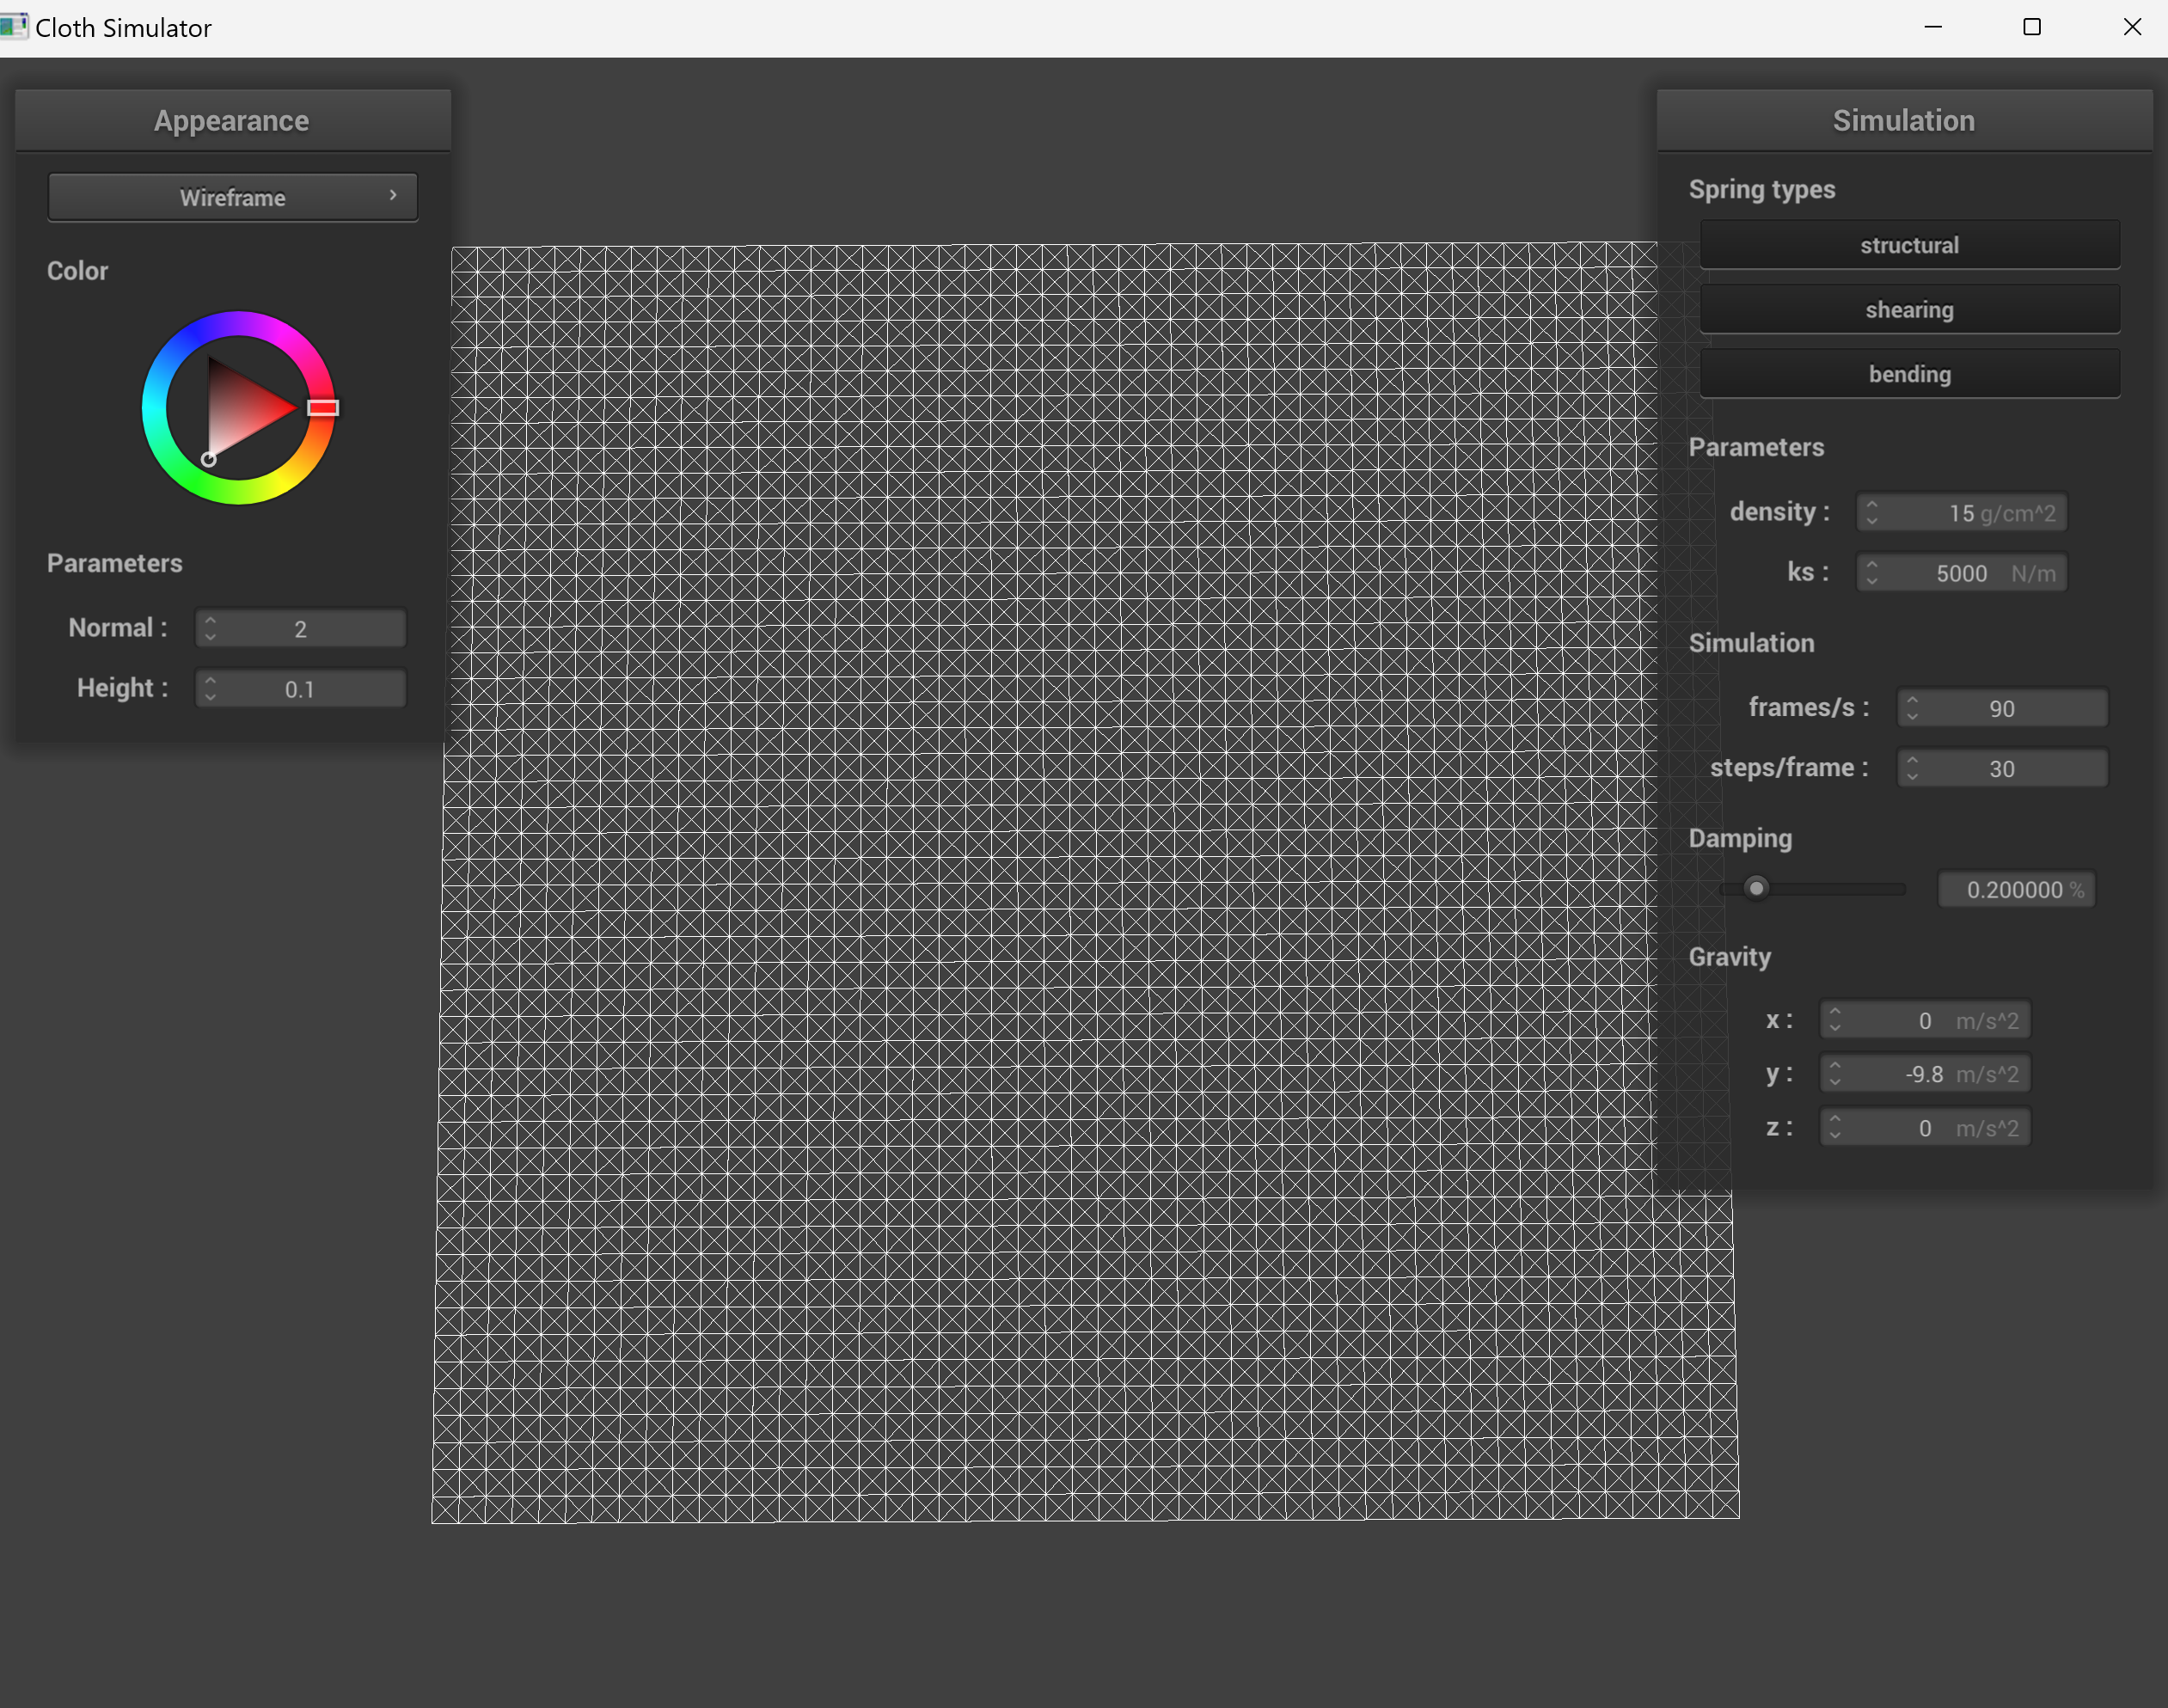 Cloth Simulator
Appearance
Wireframe
Color
Parameters
Normal : 2
Height : 0.1
Simulation
Spring types
structural
shearing
bending
Parameters
density : 15 g/cm^2
ks : 5000 N/m
Simulation
frames/s : 90
steps/frame : 30
Damping
0.200000 %
Gravity
x : 0 m/s^2
y : -9.8 m/s^2
z : 0 m/s^2